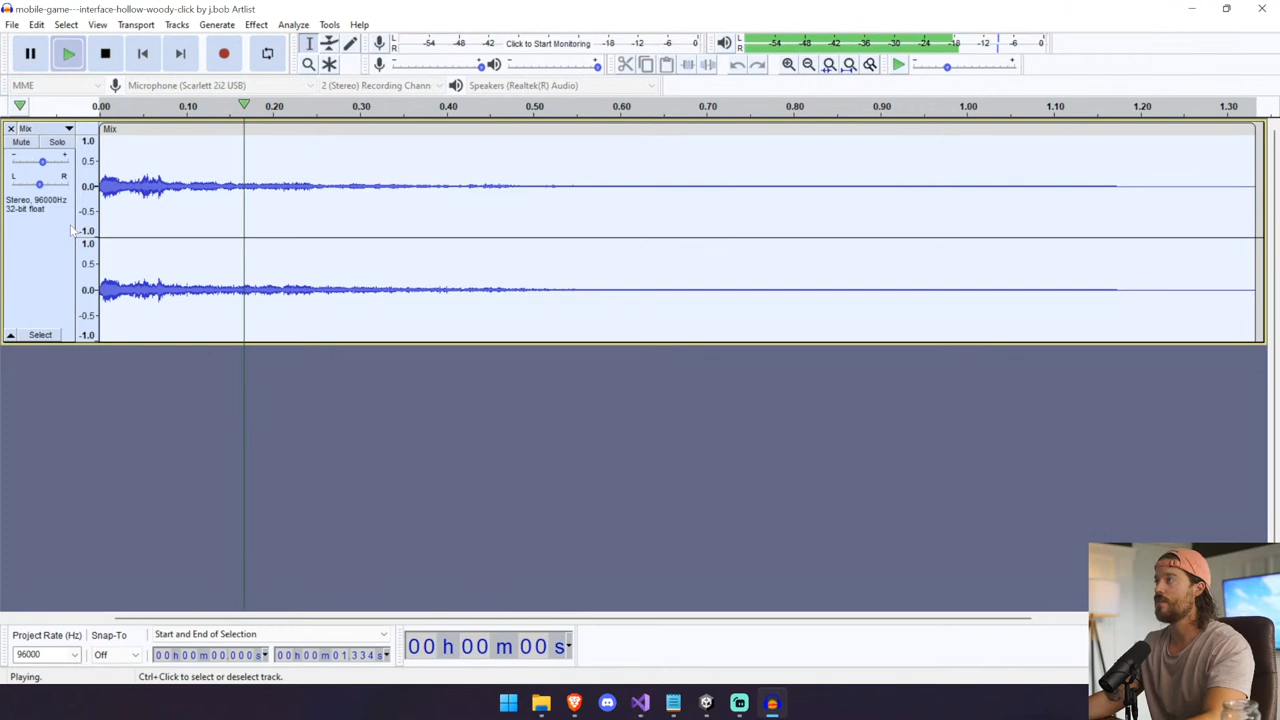 mobile-game---interface-hollow-woody-click by j.bob Artlist
File Edit Select View Transport Tracks Generate Effect Analyze Tools Help
L R -54 -48 -42 Click to Start Monitoring -18 -12 -6 0 L R -54 -48 -42 -36 -30 -24 -18 -12 -6 0
- + - + - +
MME Microphone (Scarlett 2i2 USB) 2 (Stereo) Recording Chann Speakers (Realtek(R) Audio)
0.00 0.10 0.20 0.30 0.40 0.50 0.60 0.70 0.80 0.90 1.00 1.10 1.20 1.30
Mix Mix
Mute Solo 1.0
- + 0.5
L R 0.0
Stereo, 96000Hz
32-bit float -0.5
-1.0
1.0
0.5
0.0
-0.5
Select -1.0
Project Rate (Hz) Snap-To Start and End of Selection
96000 Off 00 h 00 m 00.000 s 00 h 00 m 01.334 s 00 h 00 m 00 s
Playing. Ctrl+Click to select or deselect track.